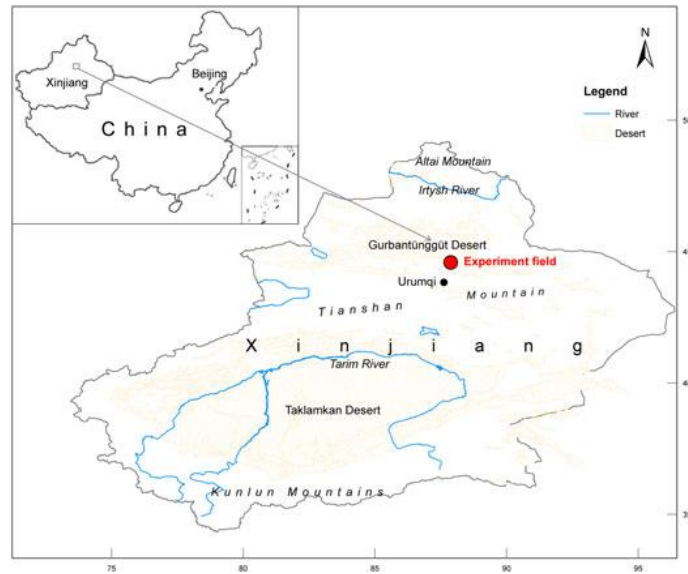 Xinjiang
Beijing
China
N
Legend
River
Desert
Altai Mountain
Irtysh River
Gurbantünggüt Desert
Experiment field
Urumqi
Tianshan Mountain
Xinjiang
Tarim River
Taklamkan Desert
Kunlun Mountains
75 80 85 90 95